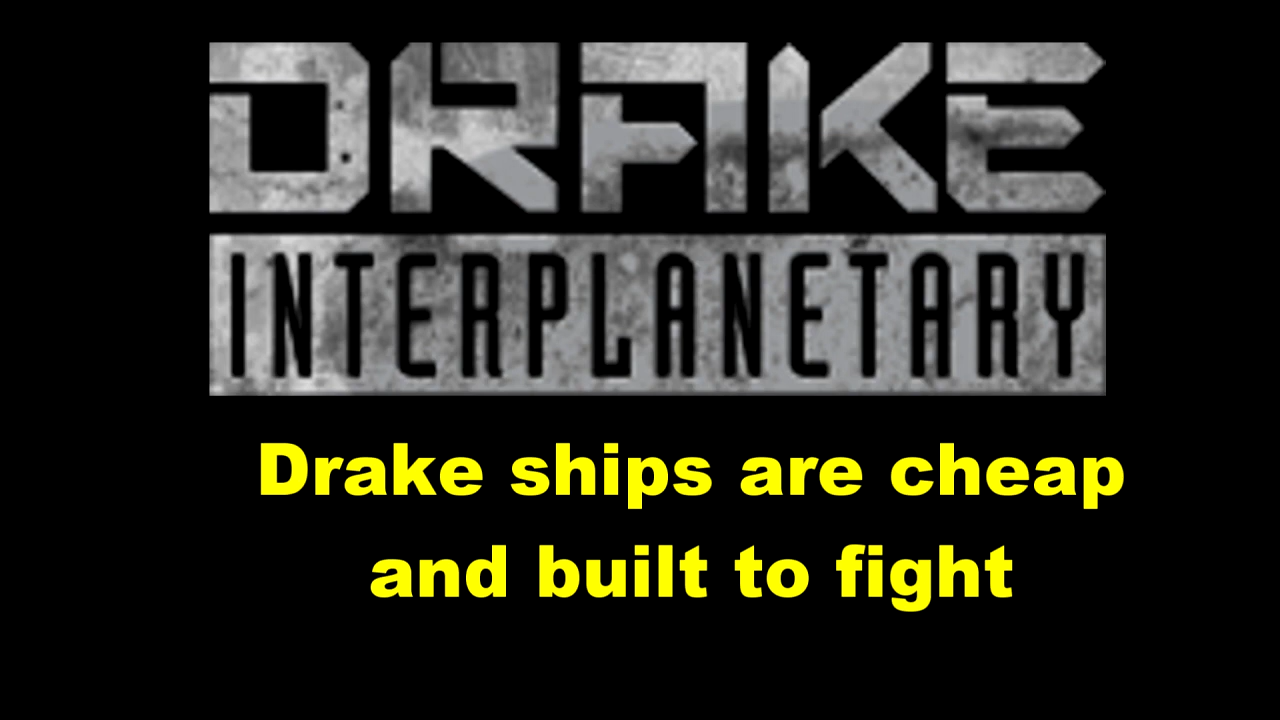 DRAKE
INTERPLANETARY
Drake ships are cheap
and built to fight